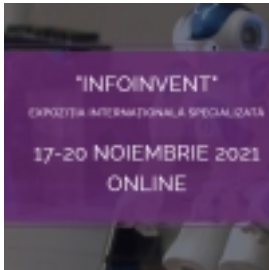 "INFOINVENT"
EXPOZIȚIA INTERNAȚIONALĂ SPECIALIZATĂ
17-20 NOIEMBRIE 2021
ONLINE